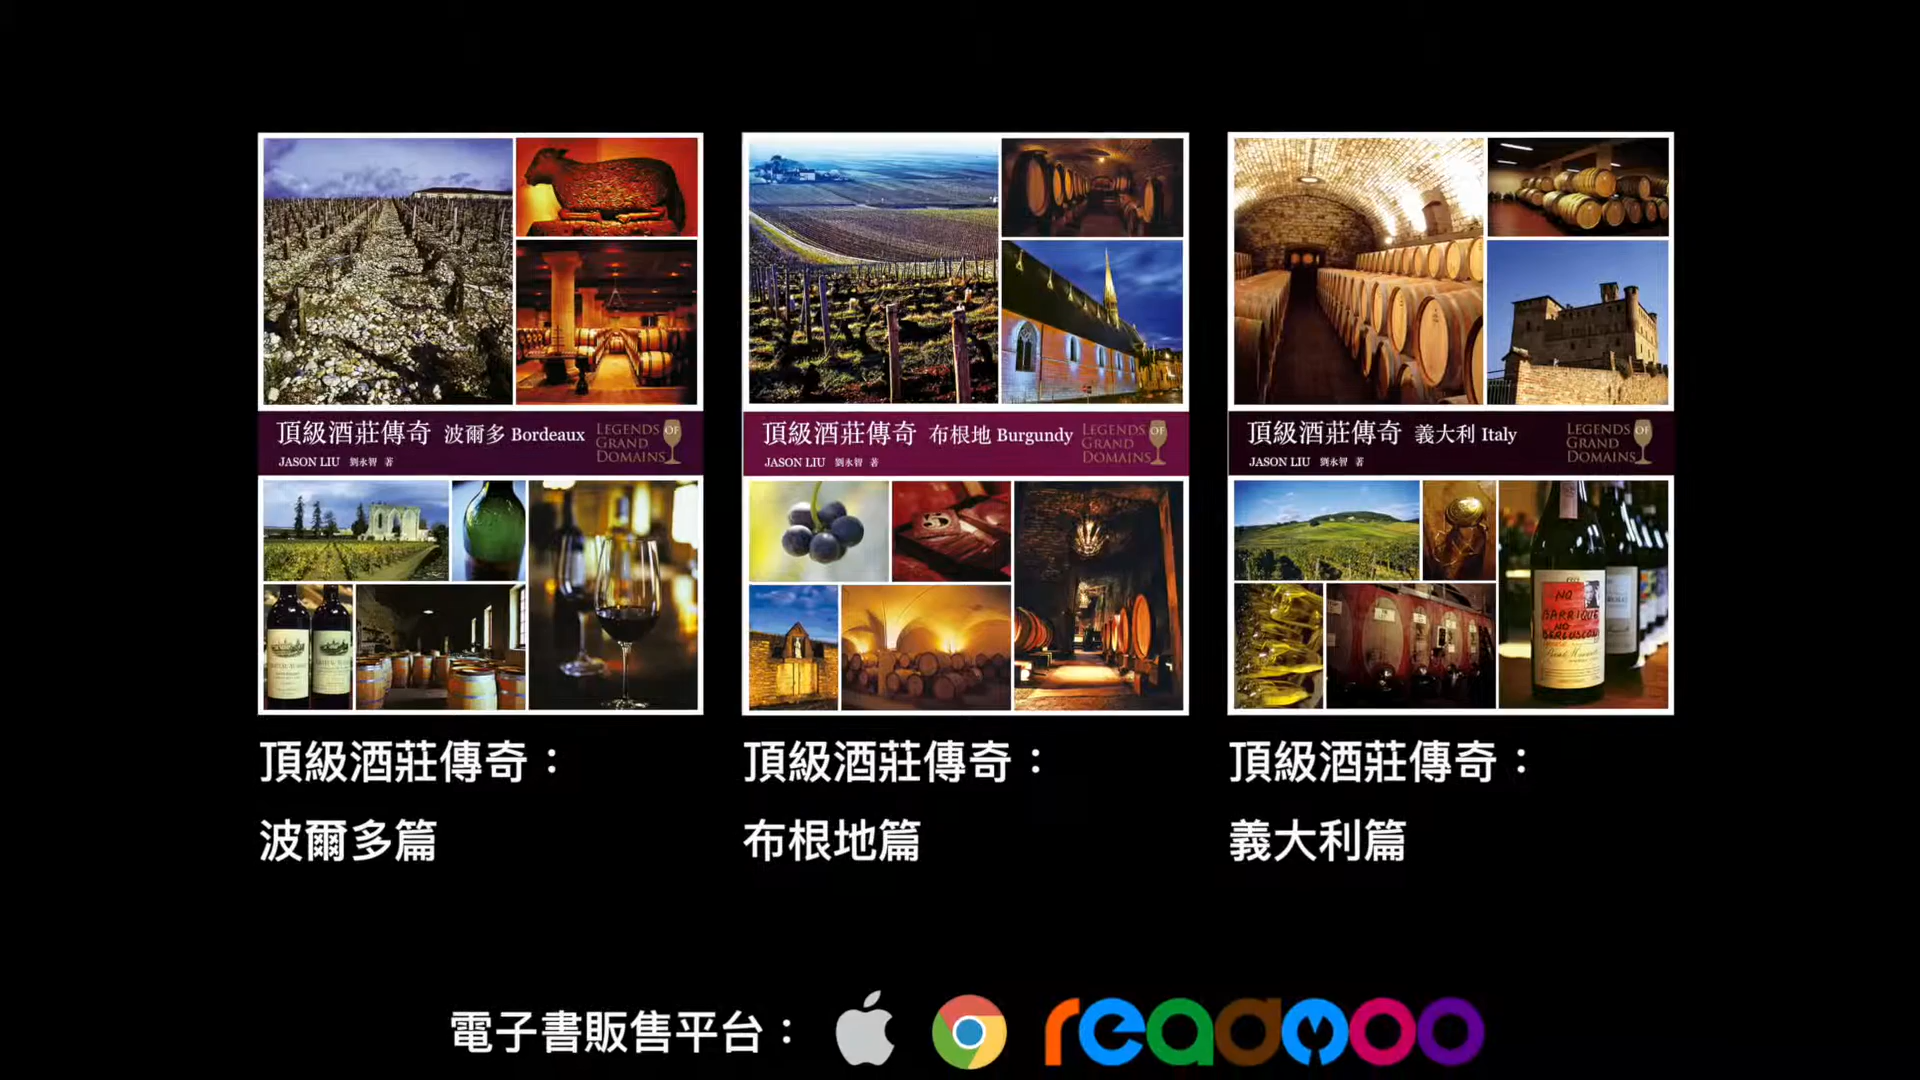 頂級酒莊傳奇 波爾多 Bordeaux
JASON LIU 劉永智 著
LEGENDS OF GRAND DOMAINS
頂級酒莊傳奇 布根地 Burgundy
JASON LIU 劉永智 著
LEGENDS OF GRAND DOMAINS
頂級酒莊傳奇 義大利 Italy
JASON LIU 劉永智 著
LEGENDS OF GRAND DOMAINS
5
NO
BARRIQUE
NO
BERLUSCONI
頂級酒莊傳奇：
波爾多篇
頂級酒莊傳奇：
布根地篇
頂級酒莊傳奇：
義大利篇
電子書販售平台：
readmoo